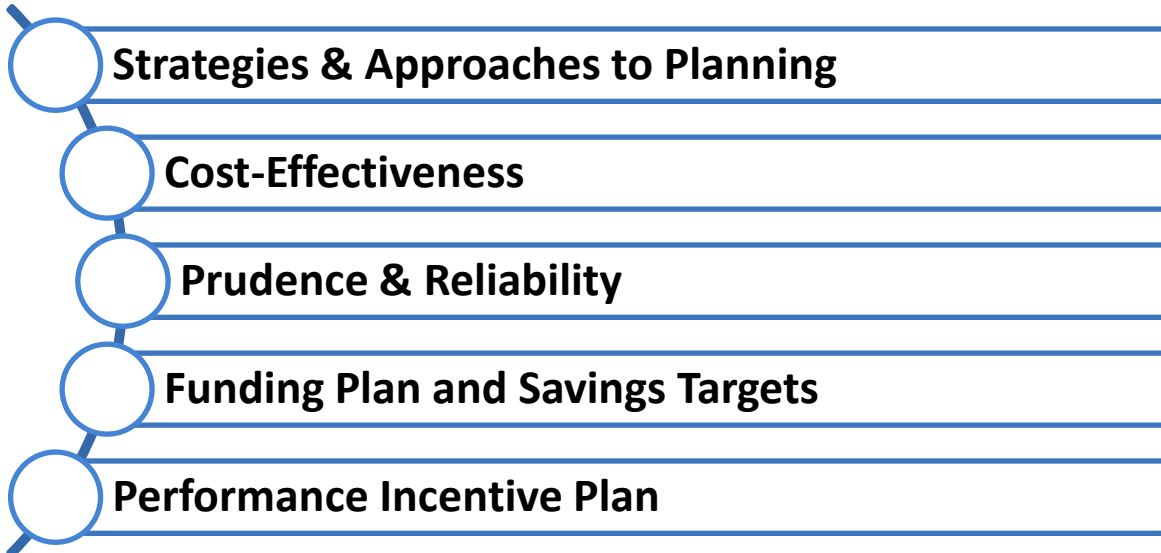 Strategies & Approaches to Planning
Cost-Effectiveness
Prudence & Reliability
Funding Plan and Savings Targets
Performance Incentive Plan